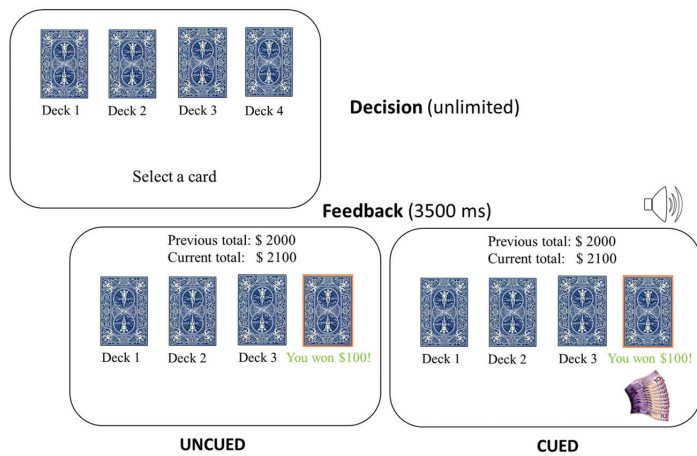 Deck 1 Deck 2 Deck 3 Deck 4
Select a card
Decision (unlimited)
Feedback (3500 ms)
Previous total: $ 2000
Current total: $ 2100
Deck 1 Deck 2 Deck 3 You won $100!
UNCUED
Previous total: $ 2000
Current total: $ 2100
Deck 1 Deck 2 Deck 3 You won $100!
CUED